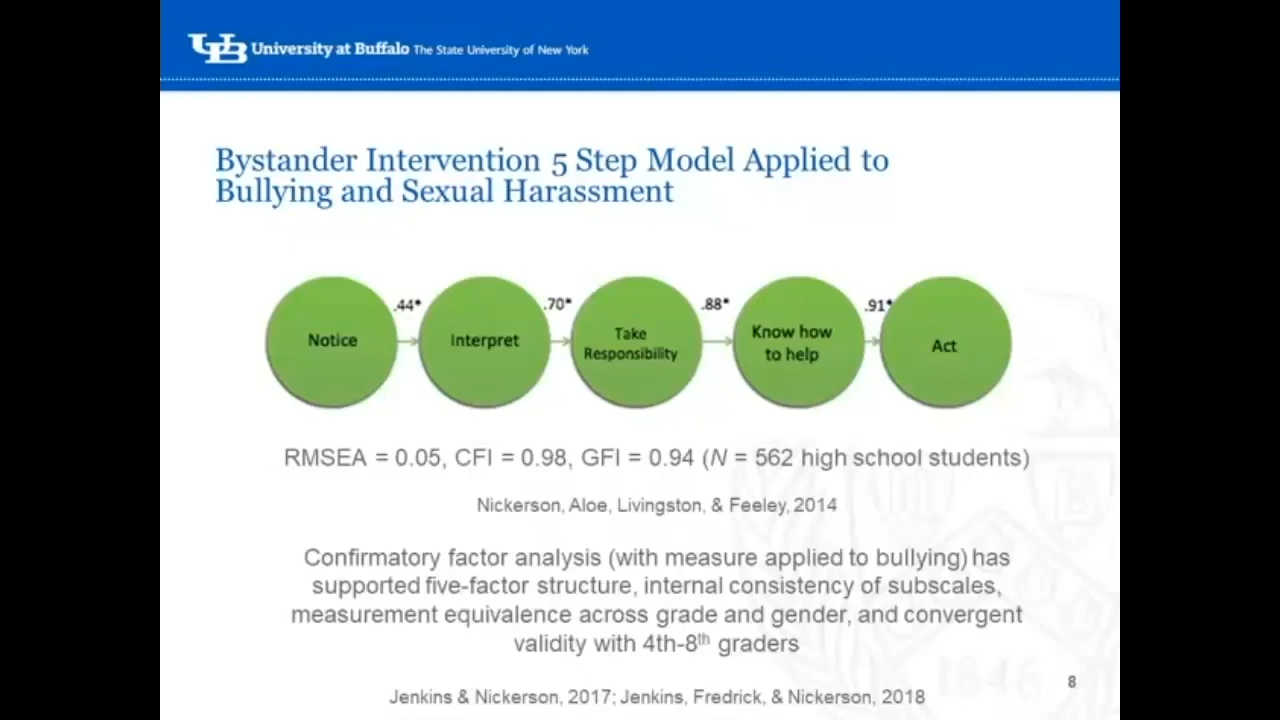 UB University at Buffalo The State University of New York
Bystander Intervention 5 Step Model Applied to
Bullying and Sexual Harassment
.44* .70* .88* .91*
Notice
Interpret
Take
Responsibility
Know how
to help
Act
RMSEA = 0.05, CFI = 0.98, GFI = 0.94 (N = 562 high school students)
Nickerson, Aloe, Livingston, & Feeley, 2014
Confirmatory factor analysis (with measure applied to bullying) has
supported five-factor structure, internal consistency of subscales,
measurement equivalence across grade and gender, and convergent
validity with 4th-8th graders
1846
8
Jenkins & Nickerson, 2017; Jenkins, Fredrick, & Nickerson, 2018